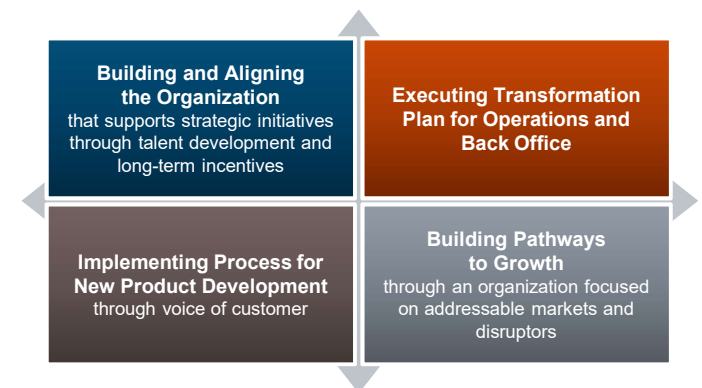 Building and Aligning
the Organization
that supports strategic initiatives
through talent development and
long-term incentives
Executing Transformation
Plan for Operations and
Back Office
Implementing Process for
New Product Development
through voice of customer
Building Pathways
to Growth
through an organization focused
on addressable markets and
disruptors